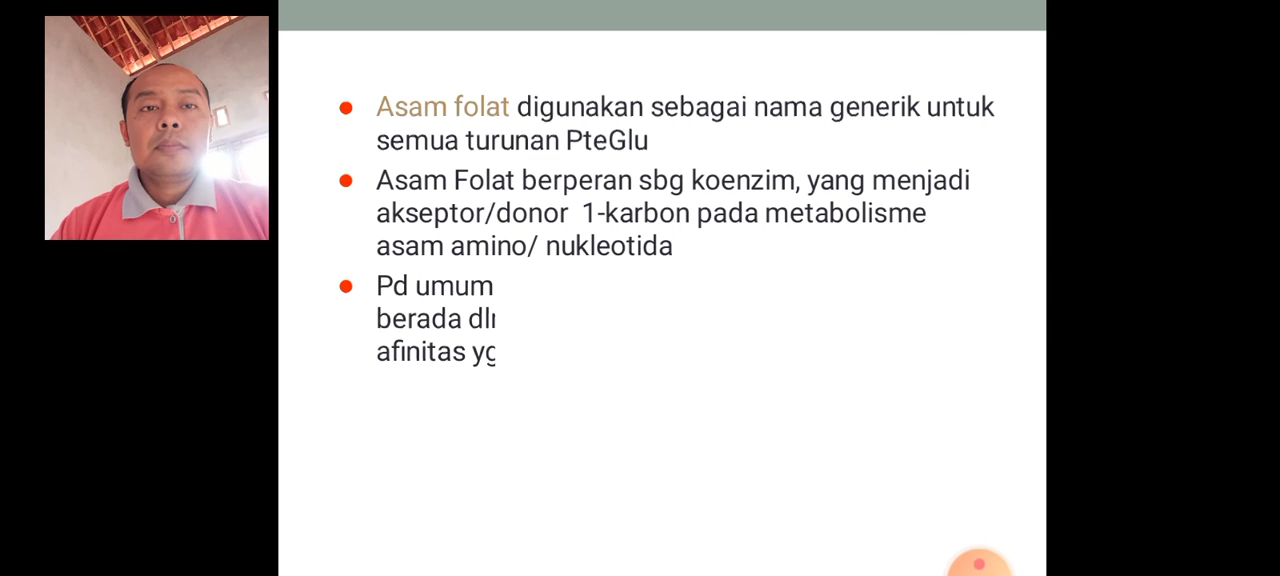 Asam folat digunakan sebagai nama generik untuk
semua turunan PteGlu
Asam Folat berperan sbg koenzim, yang menjadi
akseptor/donor 1-karbon pada metabolisme
asam amino/ nukleotida
Pd umum
berada
afinitas